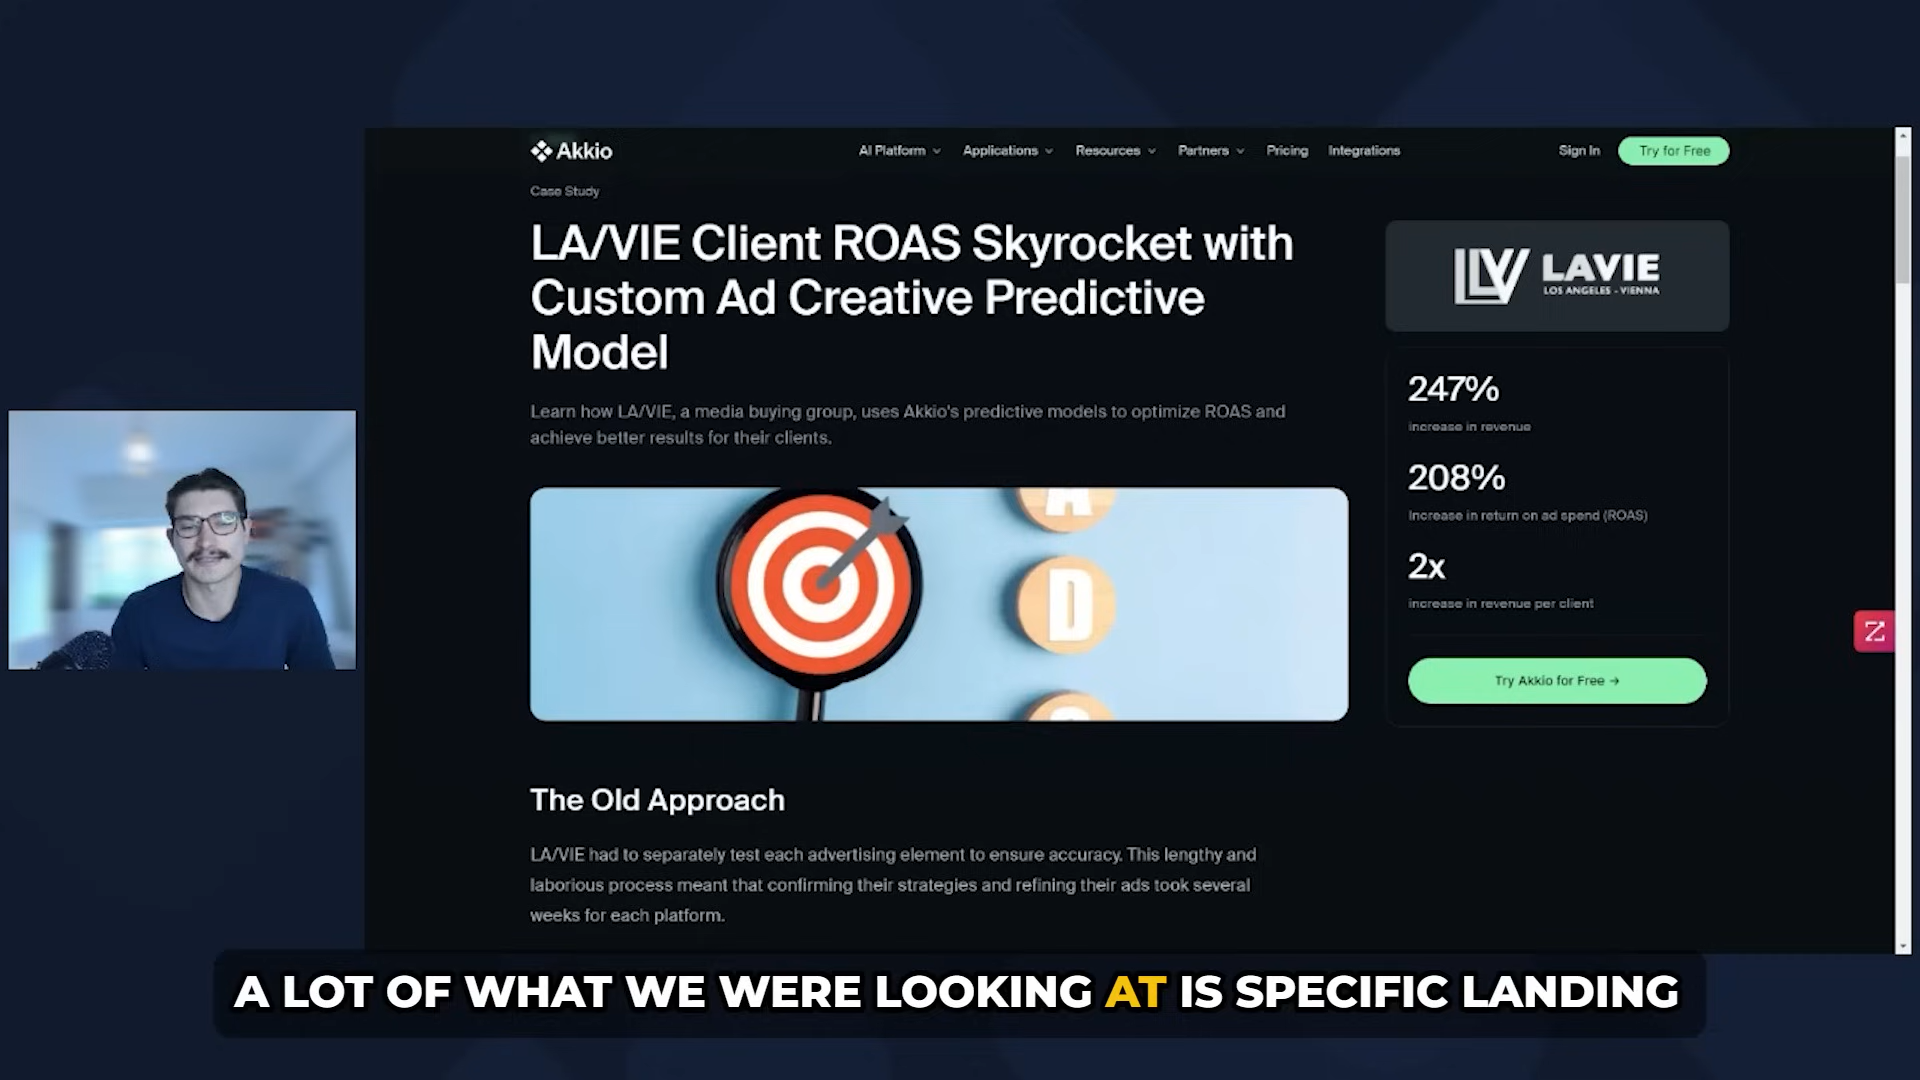 Akkio
AI Platform
Applications
Resources
Partners
Pricing
Integrations
Sign In
Try for Free
Case Study
LA/VIE Client ROAS Skyrocket with
Custom Ad Creative Predictive
Model
Learn how LA/VIE, a media buying group, uses Akkio's predictive models to optimize ROAS and
achieve better results for their clients.
A
D
LV LAVIE
LOS ANGELES - VIENNA
247%
increase in revenue
208%
Increase in return on ad spend (ROAS)
2x
increase in revenue per client
Try Akkio for Free →
The Old Approach
LA/VIE had to separately test each advertising element to ensure accuracy. This lengthy and
laborious process meant that confirming their strategies and refining their ads took several
weeks for each platform.
A LOT OF WHAT WE WERE LOOKING AT IS SPECIFIC LANDING